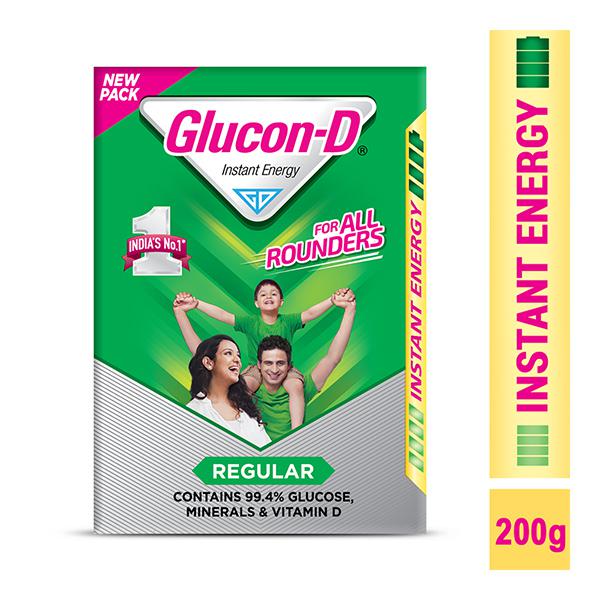 NEW
PACK
Glucon-D®
Instant Energy
GD
1
INDIA'S No.1*
FOR ALL
ROUNDERS
INSTANT ENERGY
REGULAR
CONTAINS 99.4% GLUCOSE,
MINERALS & VITAMIN D
INSTANT ENERGY
200g